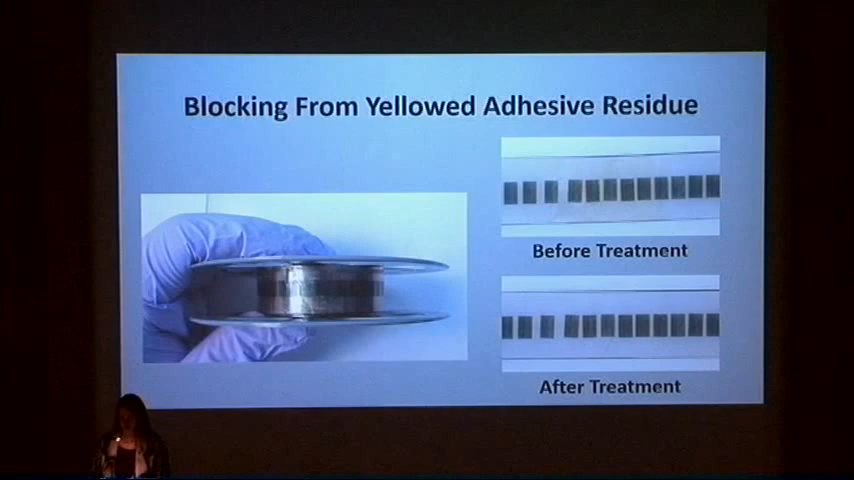 Blocking From Yellowed Adhesive Residue
Before Treatment
After Treatment